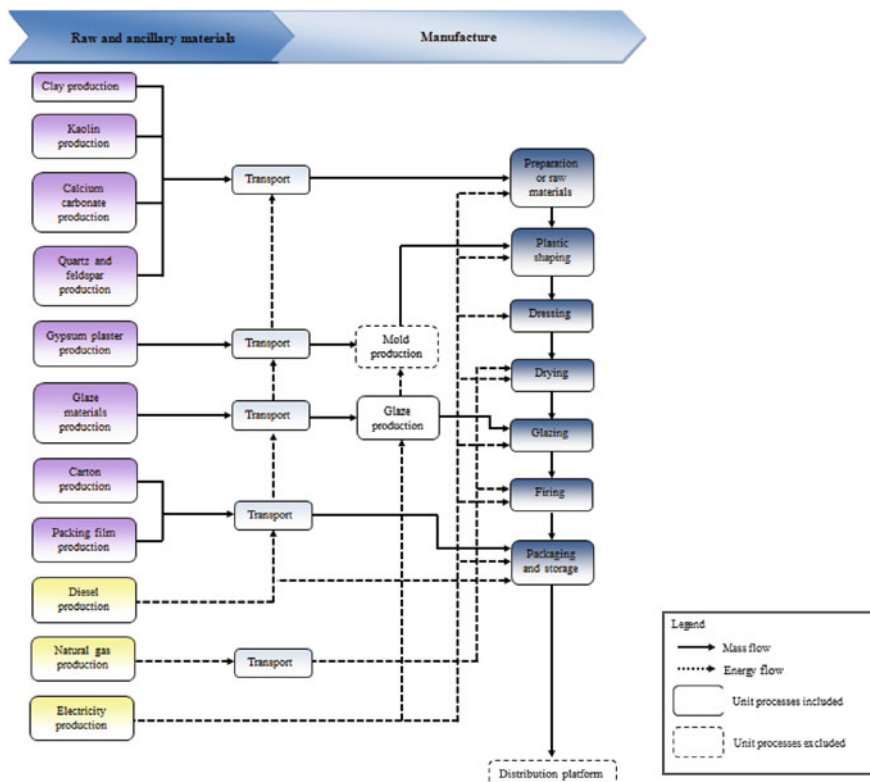 Raw and ancillary materials
Manufacture
Clay production
Kaolin
production
Calcium
carbonate
production
Quartz and
feldspar
production
Gypsum plaster
production
Glaze
materials
production
Carton
production
Packing film
production
Diesel
production
Natural gas
production
Electricity
production
Transport
Transport
Transport
Transport
Transport
Mold
production
Glaze
production
Preparation
or raw
materials
Plastic
shaping
Dressing
Drying
Glazing
Firing
Packaging
and storage
Distribution platform
Legend
Mass flow
Energy flow
Unit processes included
Unit processes excluded